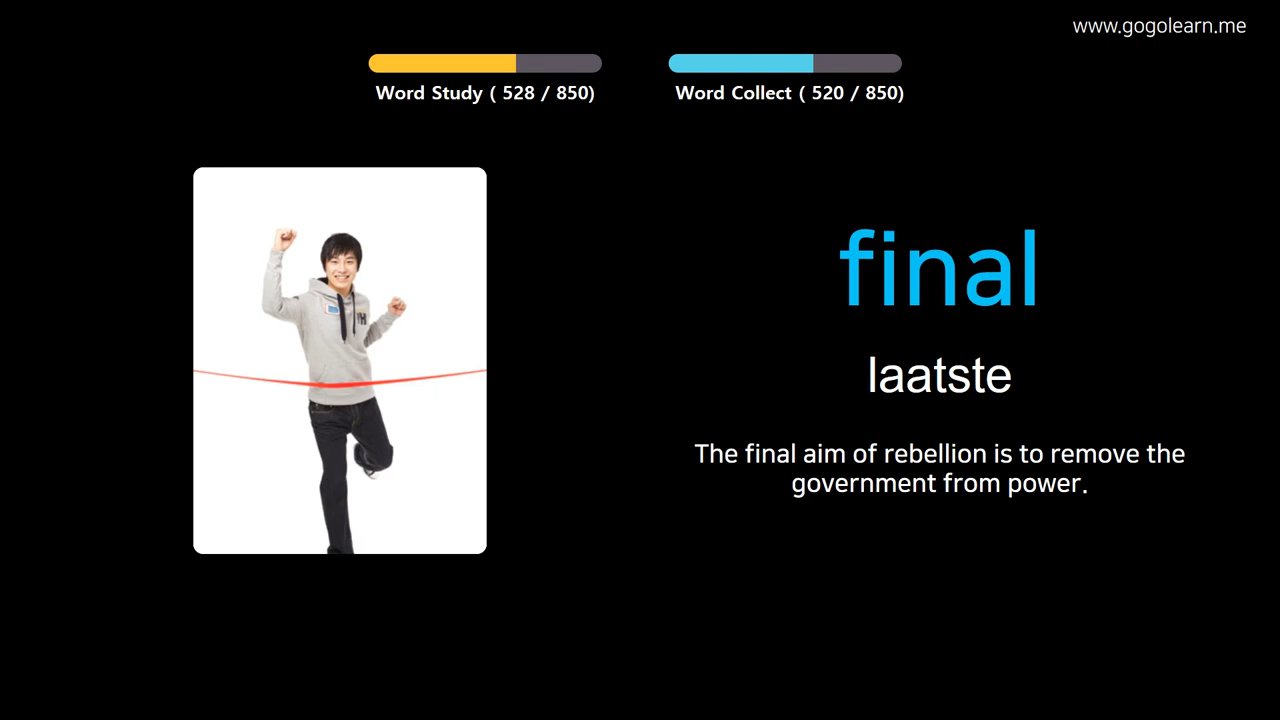 www.gogolearn.me
Word Study ( 528 / 850)
Word Collect ( 520 / 850)
final
laatste
The final aim of rebellion is to remove the
government from power.